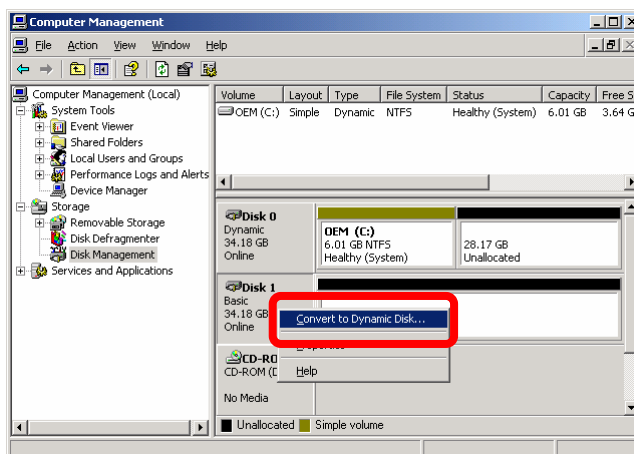 Computer Management
File Action View Window Help
Computer Management (Local)
System Tools
Event Viewer
Shared Folders
Local Users and Groups
Performance Logs and Alerts
Device Manager
Storage
Removable Storage
Disk Defragmenter
Disk Management
Services and Applications
Volume Layout Type File System Status Capacity Free S
OEM (C:) Simple Dynamic NTFS Healthy (System) 6.01 GB 3.64 G
Disk 0
Dynamic
34.18 GB
Online
OEM (C:)
6.01 GB NTFS
Healthy (System)
28.17 GB
Unallocated
Disk 1
Basic
34.18 GB
Online
Convert to Dynamic Disk...
Help
CD-RO
CD-ROM (
No Media
Unallocated Simple volume